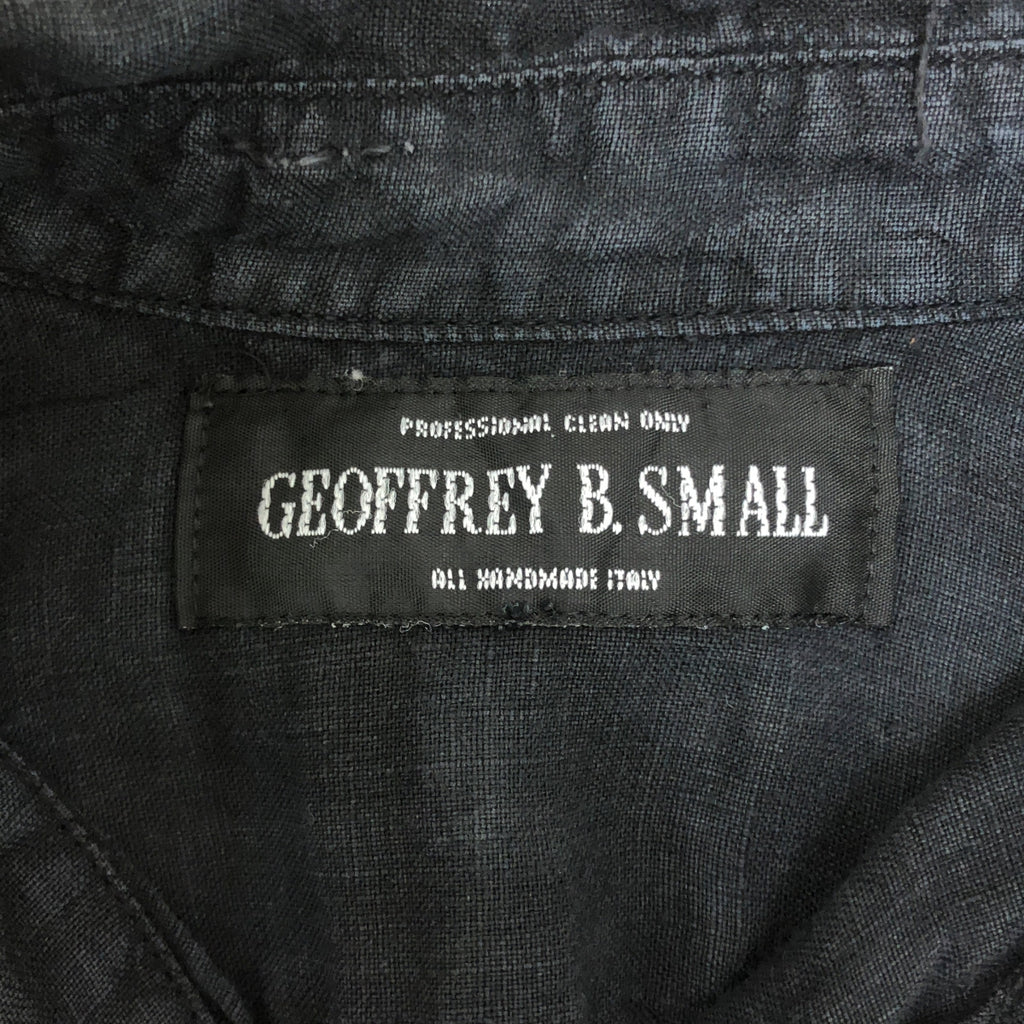 PROFESSIONAL CLEAN ONLY
GEOFFREY B. SMALL
ALL HANDMADE ITALY